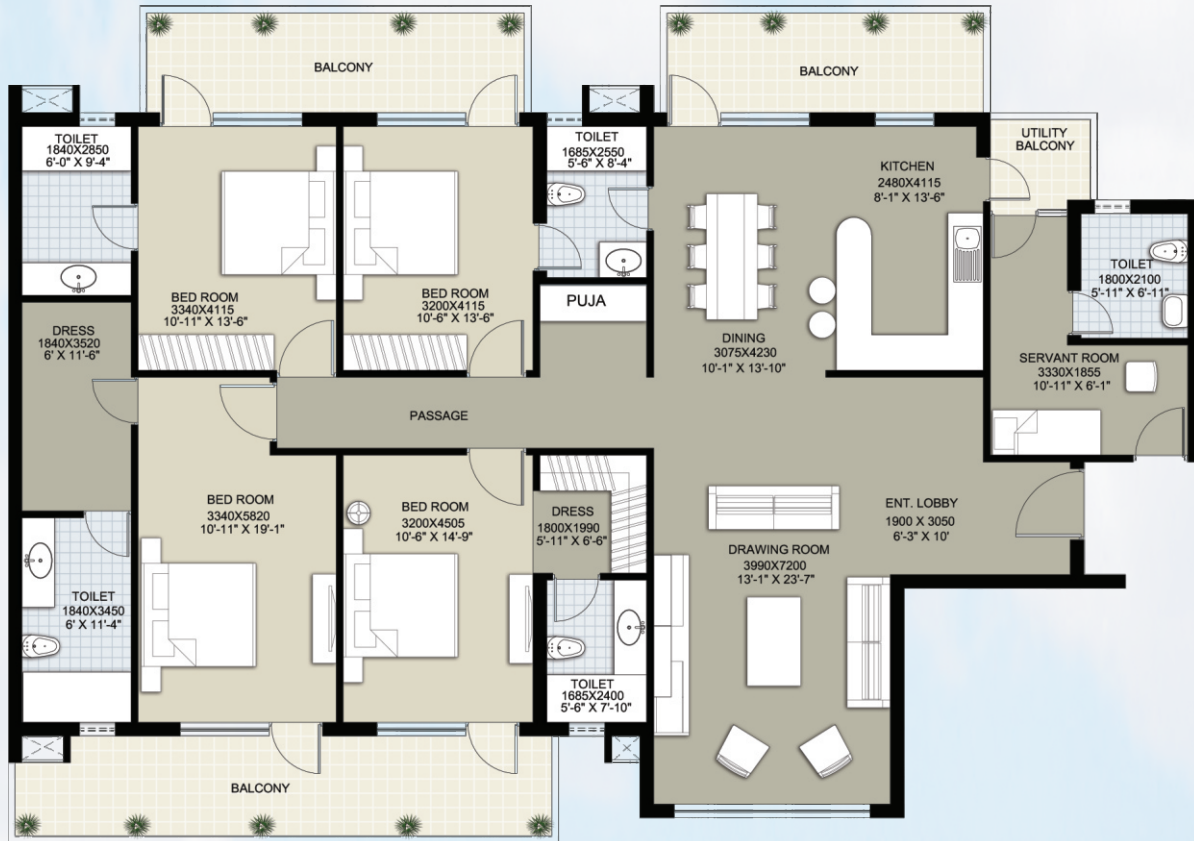 BALCONY
BALCONY
TOILET
1840X2850
6'-0" X 9'-4"
TOILET
1685X2550
5'-6" X 8'-4"
UTILITY
BALCONY
KITCHEN
2480X4115
8'-1" X 13'-6"
TOILET
1800X2100
5'-11" X 6'-11"
BED ROOM
3340X4115
10'-11" X 13'-6"
BED ROOM
3200X4115
10'-6" X 13'-6"
PUJA
DRESS
1840X3520
6' X 11'-6"
DINING
3075X4230
10'-1" X 13'-10"
SERVANT ROOM
3330X1855
10'-11" X 6'-1"
PASSAGE
BED ROOM
3340X5820
10'-11" X 19'-1"
BED ROOM
3200X4505
10'-6" X 14'-9"
DRESS
1800X1990
5'-11" X 6'-6"
ENT. LOBBY
1900 X 3050
6'-3" X 10'
DRAWING ROOM
3990X7200
13'-1" X 23'-7"
TOILET
1840X3450
6' X 11'-4"
TOILET
1685X2400
5'-6" X 7'-10"
BALCONY